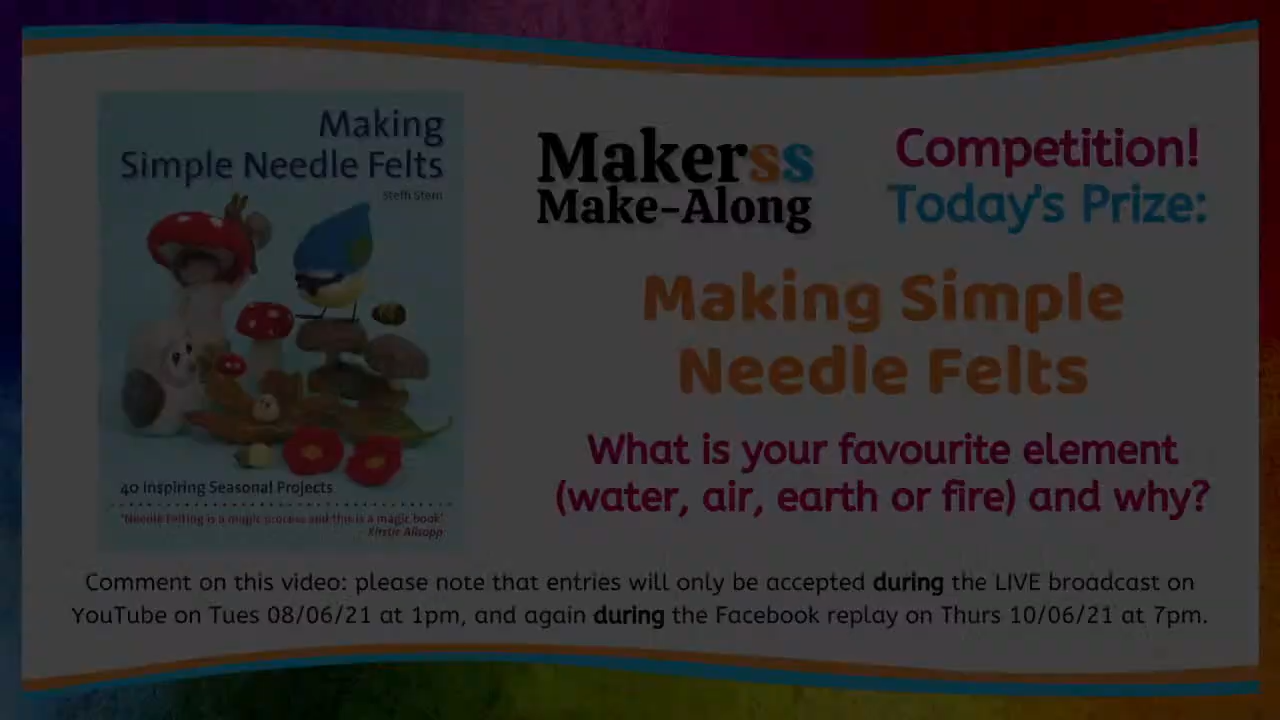 Making
Simple Needle Felts
Steffi Stern
40 Inspiring Seasonal Projects
'Needle felting is a magic process and this is a magic book'
Kirstie Allsopp
Makerss
Make-Along
Competition!
Today's Prize:
Making Simple
Needle Felts
What is your favourite element
(water, air, earth or fire) and why?
Comment on this video: please note that entries will only be accepted during the LIVE broadcast on
YouTube on Tues 08/06/21 at 1pm, and again during the Facebook replay on Thurs 10/06/21 at 7pm.